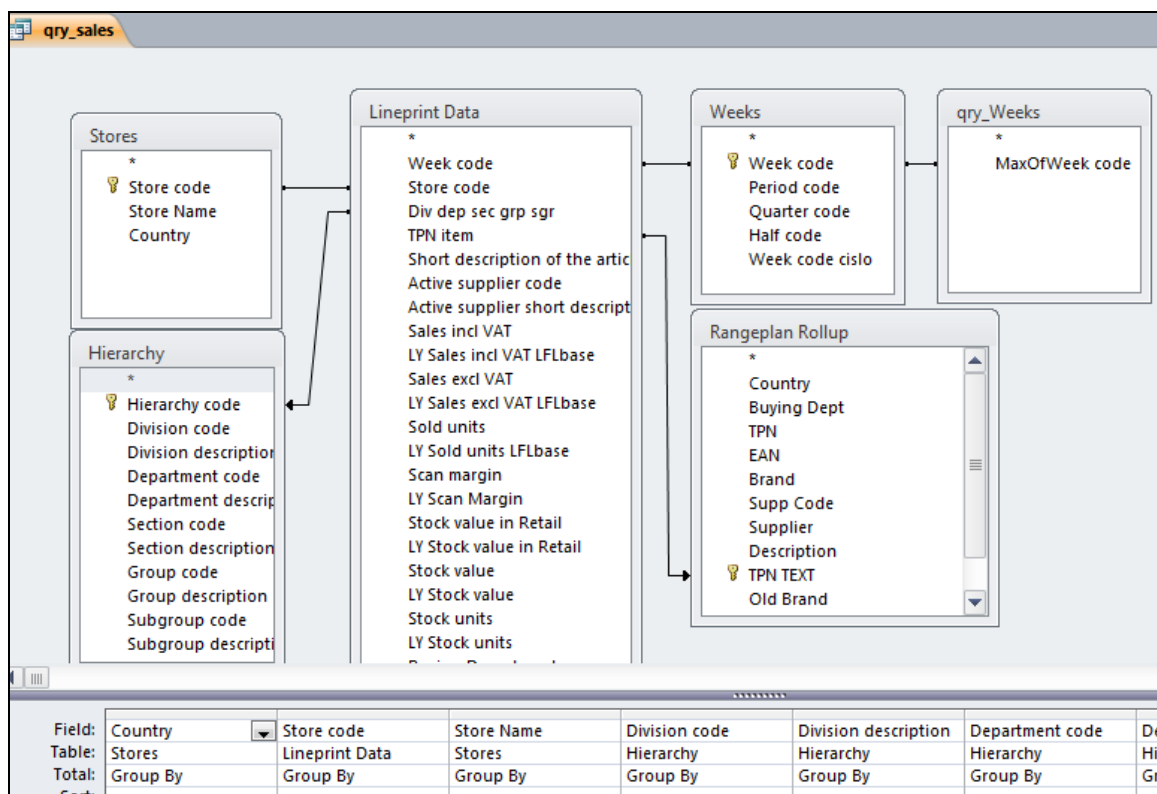 qry_sales
Stores
*
Store code
Store Name
Country
Hierarchy
*
Hierarchy code
Division code
Division description
Department code
Department descrip
Section code
Section description
Group code
Group description
Subgroup code
Subgroup descripti
Lineprint Data
*
Week code
Store code
Div dep sec grp sgr
TPN item
Short description of the artic
Active supplier code
Active supplier short descript
Sales incl VAT
LY Sales incl VAT LFLbase
Sales excl VAT
LY Sales excl VAT LFLbase
Sold units
LY Sold units LFLbase
Scan margin
LY Scan Margin
Stock value in Retail
LY Stock value in Retail
Stock value
LY Stock value
Stock units
LY Stock units
Weeks
*
Week code
Period code
Quarter code
Half code
Week code cislo
qry_Weeks
*
MaxOfWeek code
Rangeplan Rollup
*
Country
Buying Dept
TPN
EAN
Brand
Supp Code
Supplier
Description
TPN TEXT
Old Brand
Field: Country Store code Store Name Division code Division description Department code De
Table: Stores Lineprint Data Stores Hierarchy Hierarchy Hierarchy Hi
Total: Group By Group By Group By Group By Group By Group By Gr